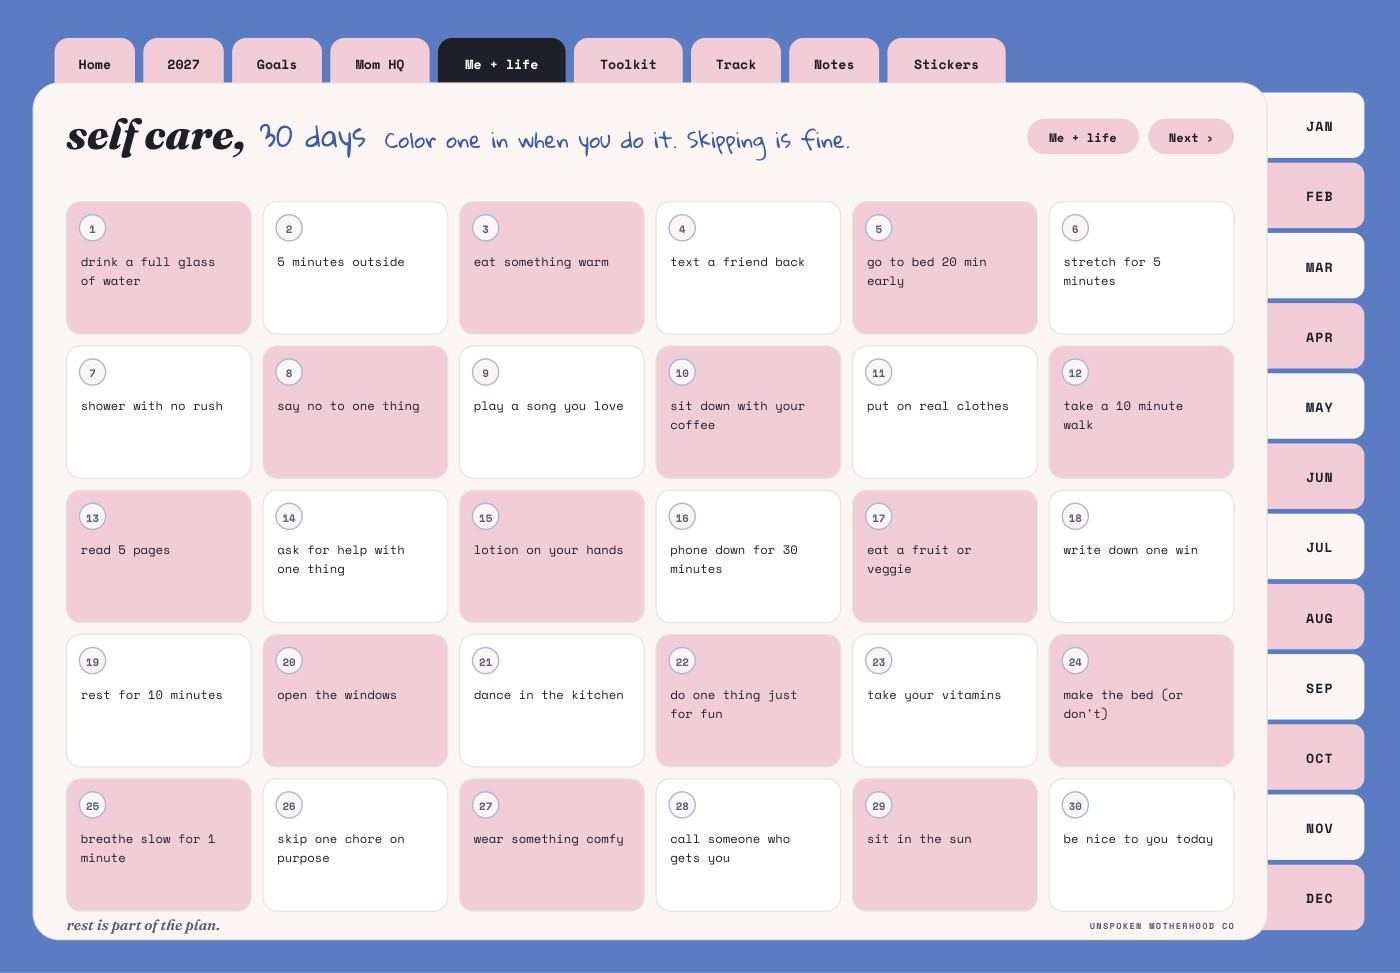 Home
2027
Goals
Mom HQ
Me + life
Toolkit
Track
Notes
Stickers
self care, 30 days Color one in when you do it. Skipping is fine.
Me + life
Next ›
1
drink a full glass
of water
2
5 minutes outside
3
eat something warm
4
text a friend back
5
go to bed 20 min
early
6
stretch for 5
minutes
7
shower with no rush
8
say no to one thing
9
play a song you love
10
sit down with your
coffee
11
put on real clothes
12
take a 10 minute
walk
13
read 5 pages
14
ask for help with
one thing
15
lotion on your hands
16
phone down for 30
minutes
17
eat a fruit or
veggie
18
write down one win
19
rest for 10 minutes
20
open the windows
21
dance in the kitchen
22
do one thing just
for fun
23
take your vitamins
24
make the bed (or
don't)
25
breathe slow for 1
minute
26
skip one chore on
purpose
27
wear something comfy
28
call someone who
gets you
29
sit in the sun
30
be nice to you today
rest is part of the plan.
UNSPOKEN MOTHERHOOD CO
JAN
FEB
MAR
APR
MAY
JUN
JUL
AUG
SEP
OCT
NOV
DEC